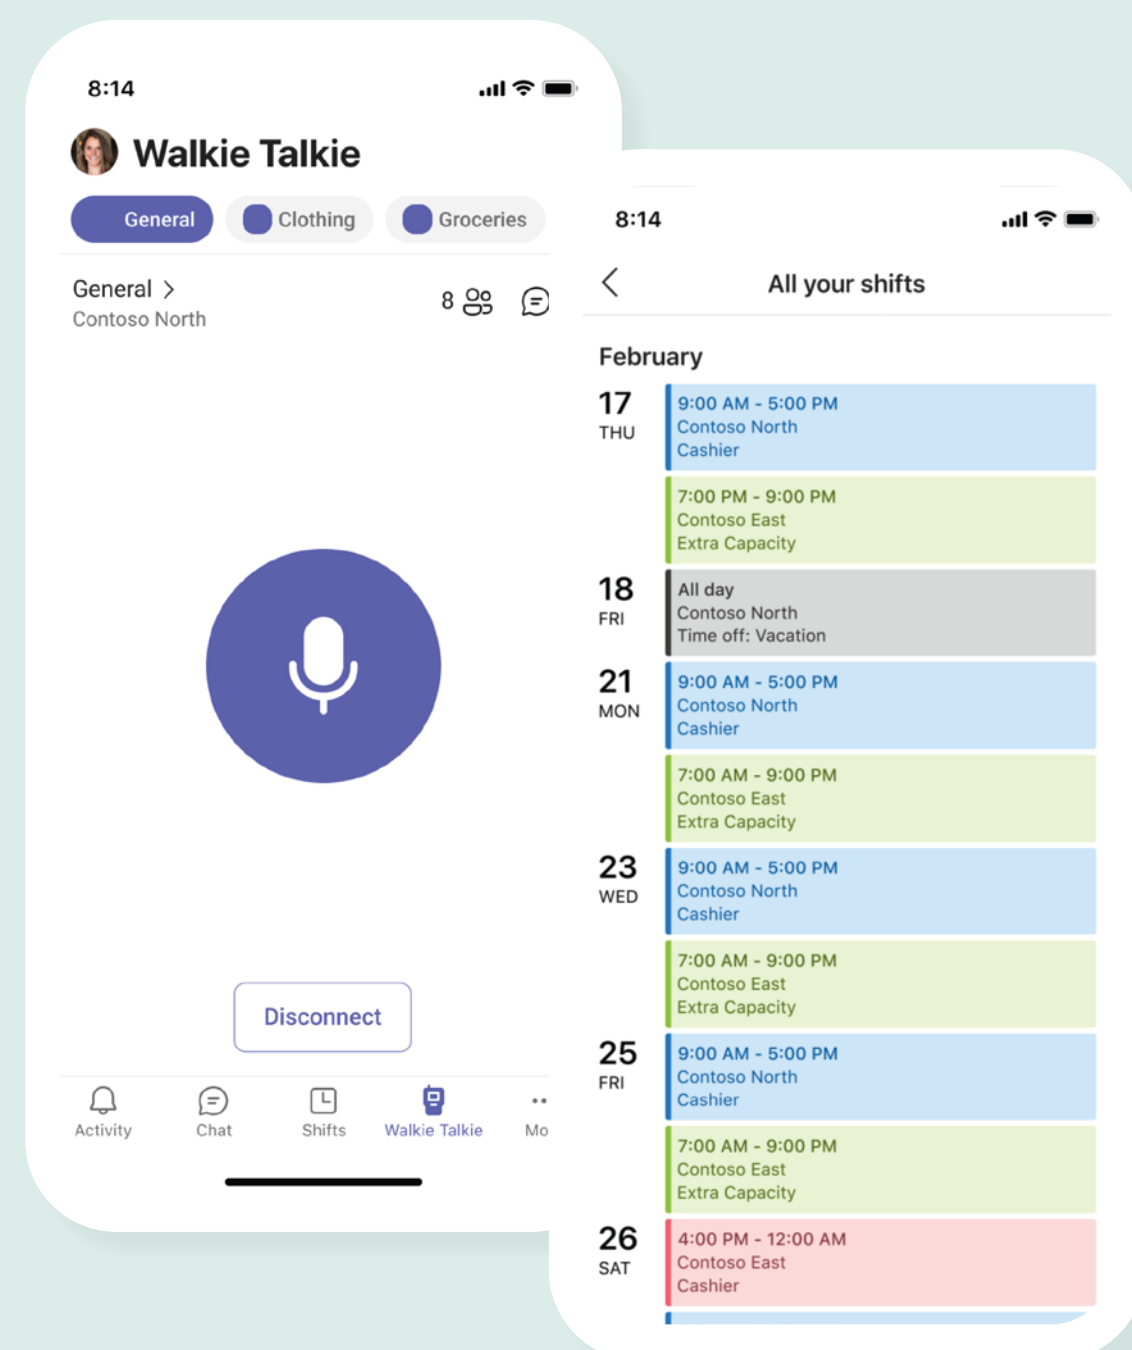 8:14
Walkie Talkie
General Clothing Groceries
General
Contoso North
8
Disconnect
Activity Chat Shifts Walkie Talkie Mo
8:14
All your shifts
February
17
THU
9:00 AM - 5:00 PM
Contoso North
Cashier
7:00 PM - 9:00 PM
Contoso East
Extra Capacity
18
FRI
All day
Contoso North
Time off: Vacation
21
MON
9:00 AM - 5:00 PM
Contoso North
Cashier
7:00 AM - 9:00 PM
Contoso East
Extra Capacity
23
WED
9:00 AM - 5:00 PM
Contoso North
Cashier
7:00 AM - 9:00 PM
Contoso East
Extra Capacity
25
FRI
9:00 AM - 5:00 PM
Contoso North
Cashier
7:00 AM - 9:00 PM
Contoso East
Extra Capacity
26
SAT
4:00 PM - 12:00 AM
Contoso East
Cashier